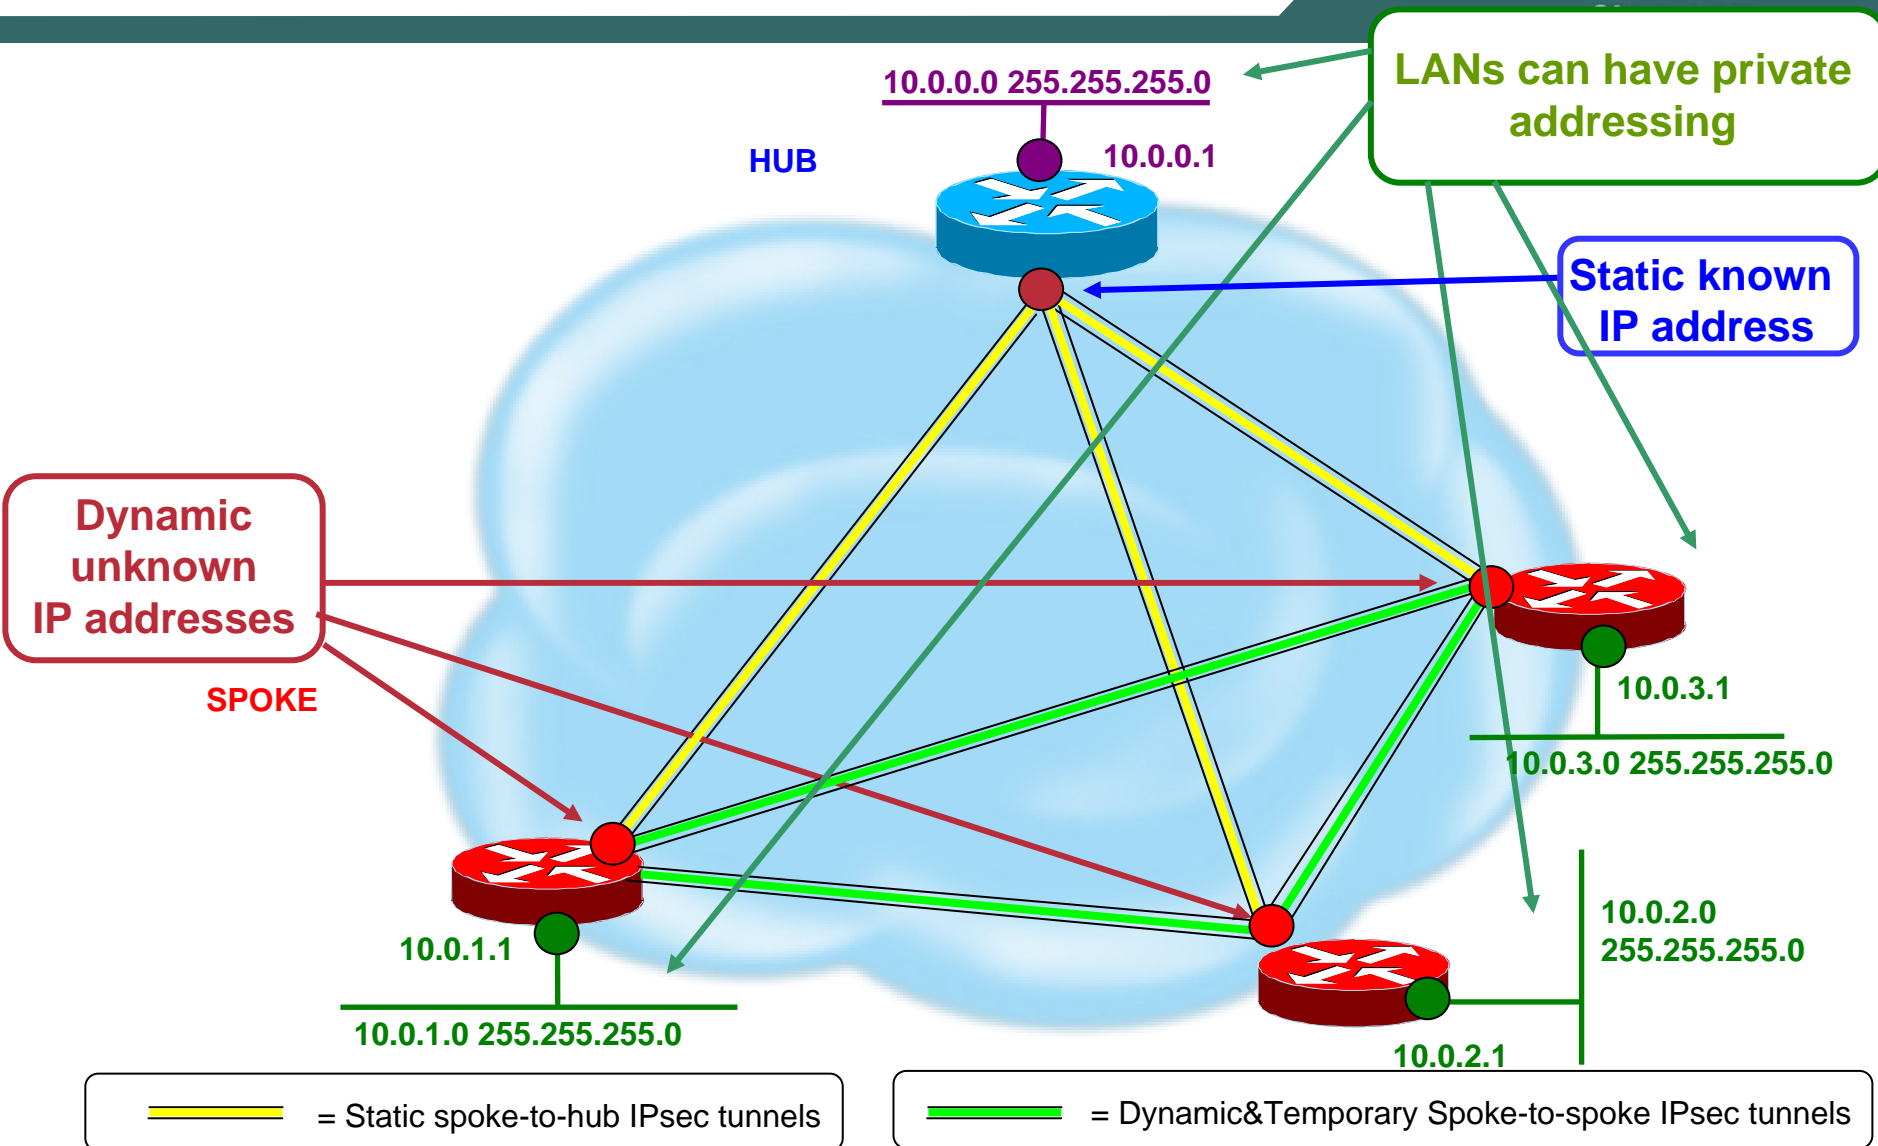 10.0.0.0 255.255.255.0
LANs can have private
addressing
HUB
10.0.0.1
Static known
IP address
Dynamic
unknown
IP addresses
SPOKE
10.0.3.1
10.0.3.0 255.255.255.0
10.0.1.1
10.0.1.0 255.255.255.0
10.0.2.0
255.255.255.0
10.0.2.1
= Static spoke-to-hub IPsec tunnels
= Dynamic&Temporary Spoke-to-spoke IPsec tunnels